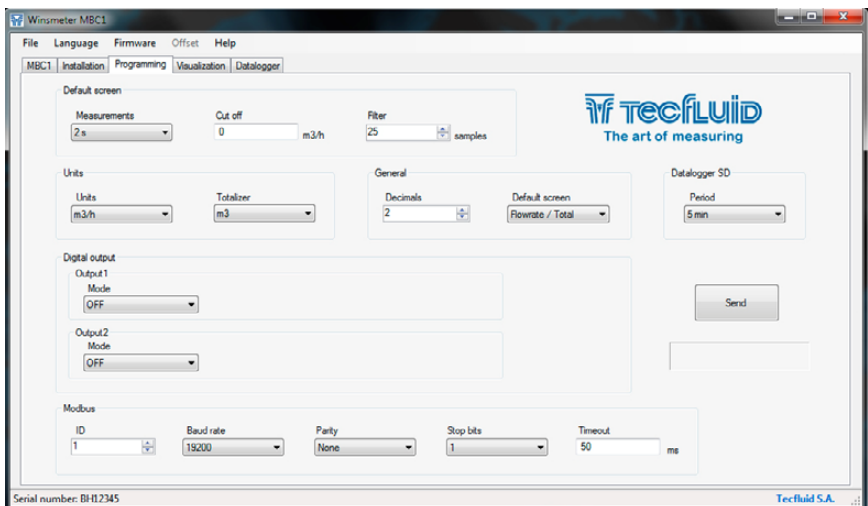 Winsmeter MBC1
File Language Firmware Offset Help
MBC1 Installation Programming Visualization Datalogger
Default screen
Measurements Cut off Filter
2 s 0 m3/h 25 samples
TECFLUID
The art of measuring
Units General Datalogger SD
Units Totalizer Decimals Default screen Period
m3/h m3 2 Flowrate / Total 5 min
Digital output
Output1
Mode
OFF
Send
Output2
Mode
OFF
Modbus
ID Baud rate Parity Stop bits Timeout
1 19200 None 1 50 ms
Serial number: BH12345 Tecfluid S.A.